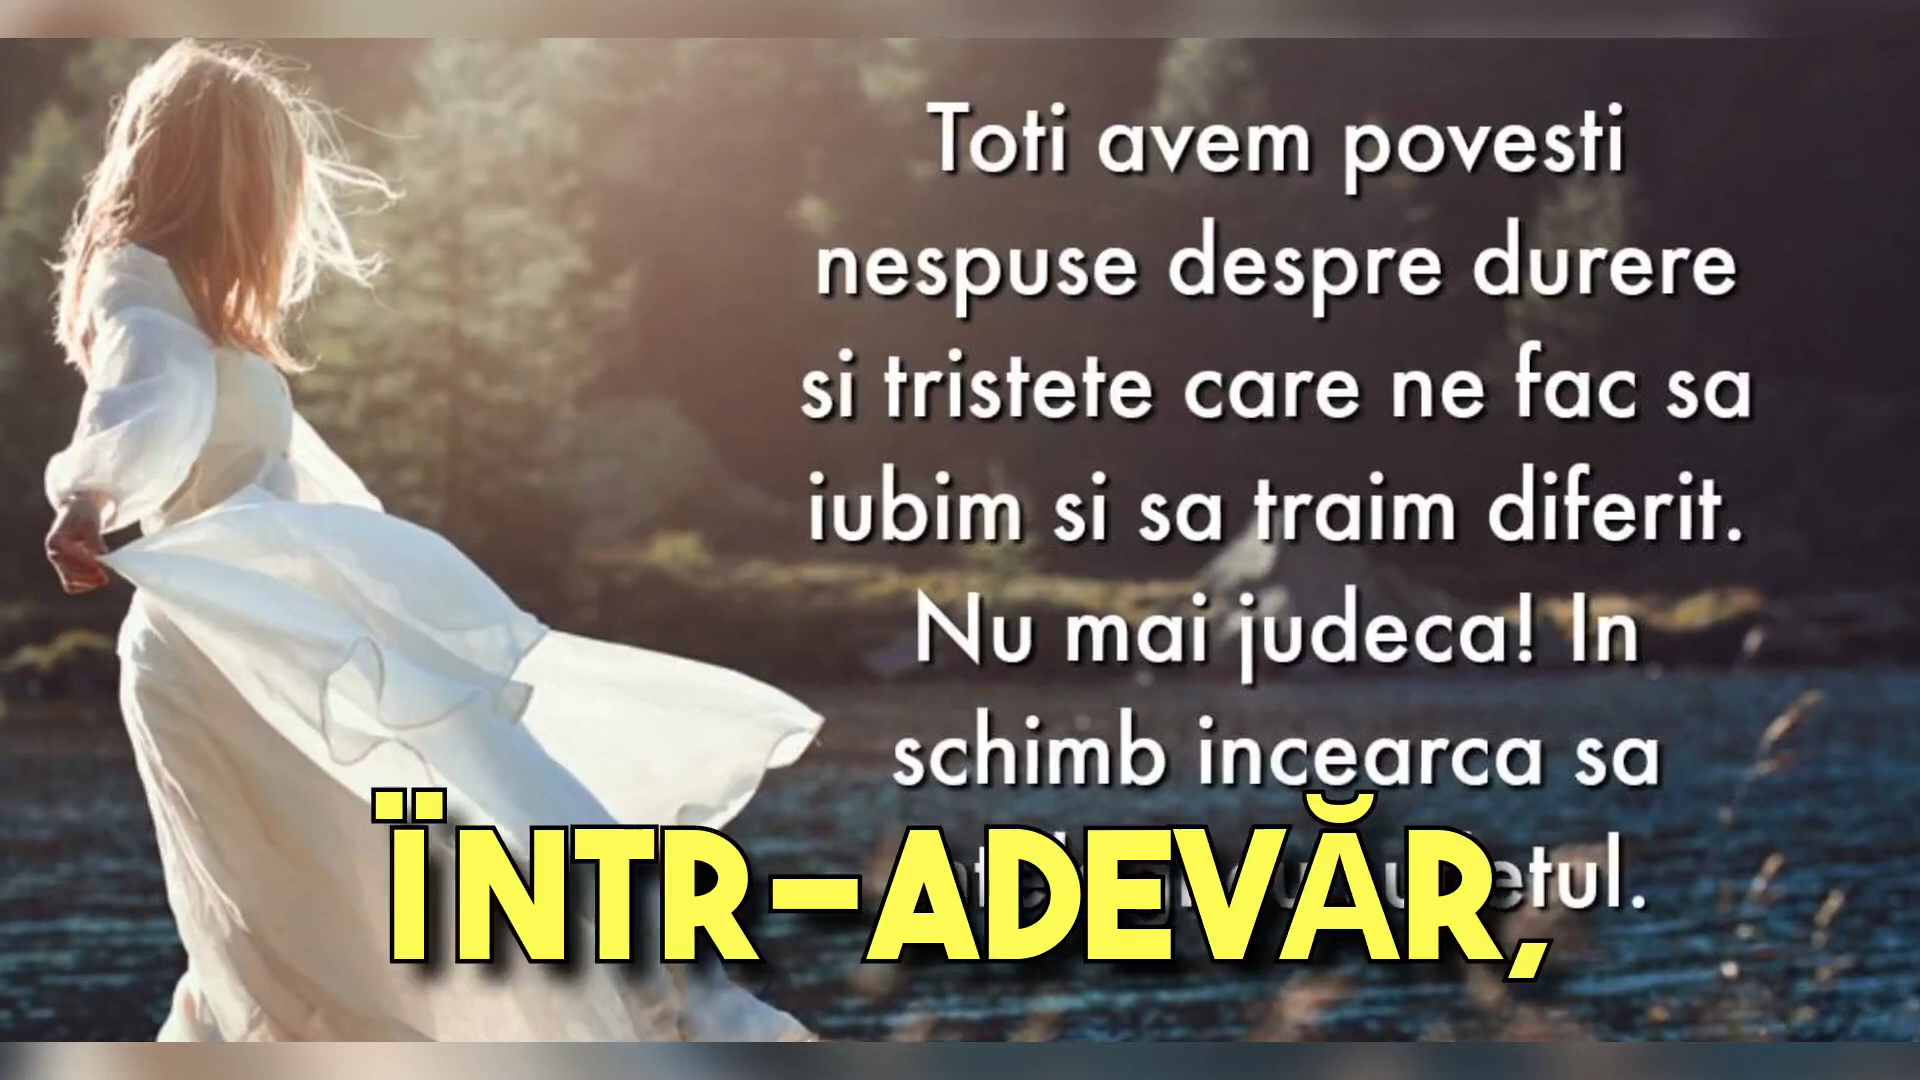 Toti avem povesti
nespuse despre durere
si tristete care ne fac sa
iubim si sa traim diferit.
Nu mai judeca! In
schimb incearca sa
ÏNTR-ADEVĂR,